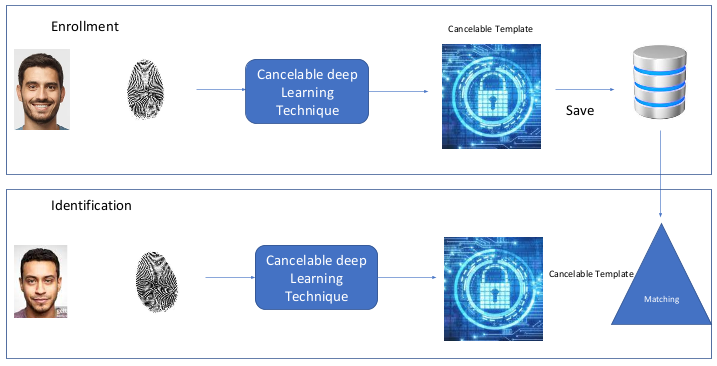 Enrollment
Cancelable Template
Cancelable deep
Learning
Technique
Save
Identification
Cancelable deep
Learning
Technique
Cancelable Template
Matching